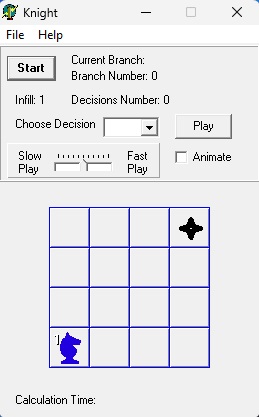 Knight
File Help
Start
Current Branch:
Branch Number: 0
Infill: 1
Decisions Number: 0
Choose Decision
Play
Slow
Play
Fast
Play
Animate
1
Calculation Time: